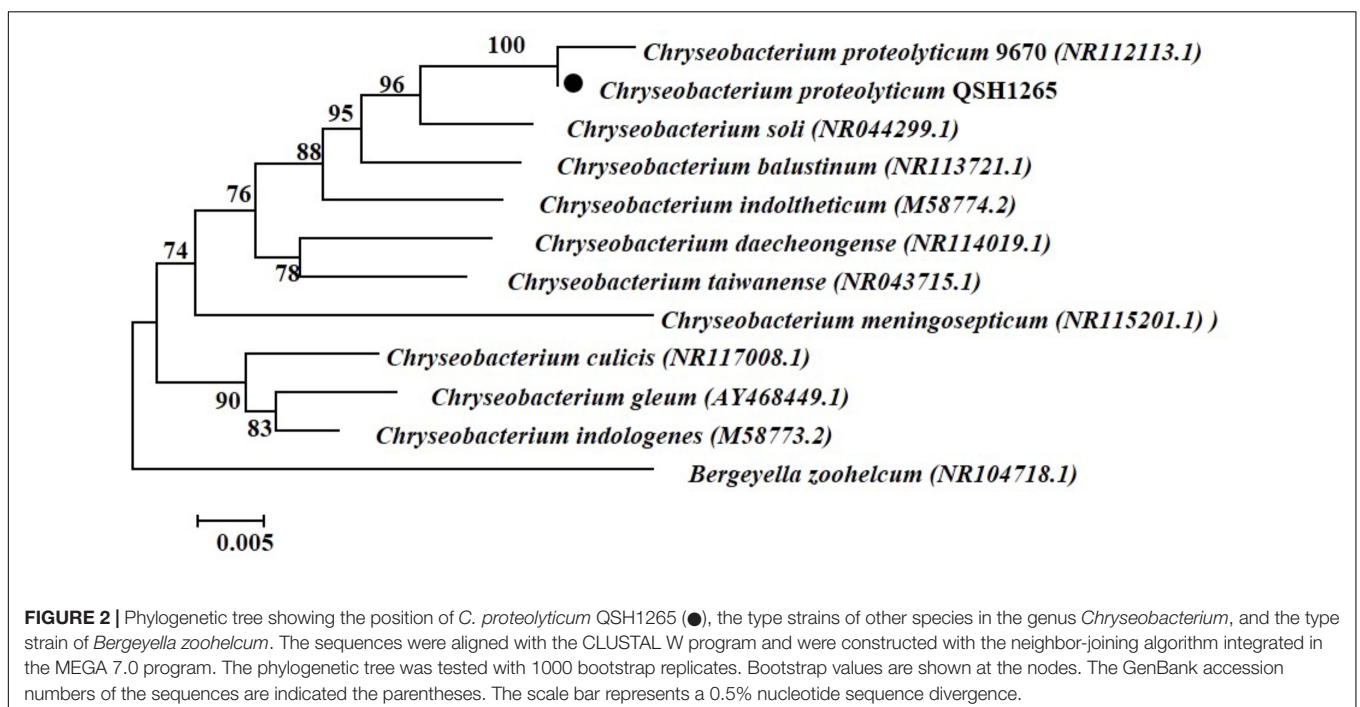 100
Chryseobacterium proteolyticum 9670 (NR112113.1)
Chryseobacterium proteolyticum QSH1265
96
Chryseobacterium soli (NR044299.1)
95
Chryseobacterium balustinum (NR113721.1)
88
Chryseobacterium indoltheticum (M58774.2)
76
Chryseobacterium daecheongense (NR114019.1)
78
Chryseobacterium taiwanense (NR043715.1)
74
Chryseobacterium meningosepticum (NR115201.1) )
Chryseobacterium culicis (NR117008.1)
90
Chryseobacterium gleum (AY468449.1)
83
Chryseobacterium indologenes (M58773.2)
Bergeyella zoohelcum (NR104718.1)
0.005
FIGURE 2 | Phylogenetic tree showing the position of C. proteolyticum QSH1265 (●), the type strains of other species in the genus Chryseobacterium, and the type
strain of Bergeyella zoohelcum. The sequences were aligned with the CLUSTAL W program and were constructed with the neighbor-joining algorithm integrated in
the MEGA 7.0 program. The phylogenetic tree was tested with 1000 bootstrap replicates. Bootstrap values are shown at the nodes. The GenBank accession
numbers of the sequences are indicated the parentheses. The scale bar represents a 0.5% nucleotide sequence divergence.